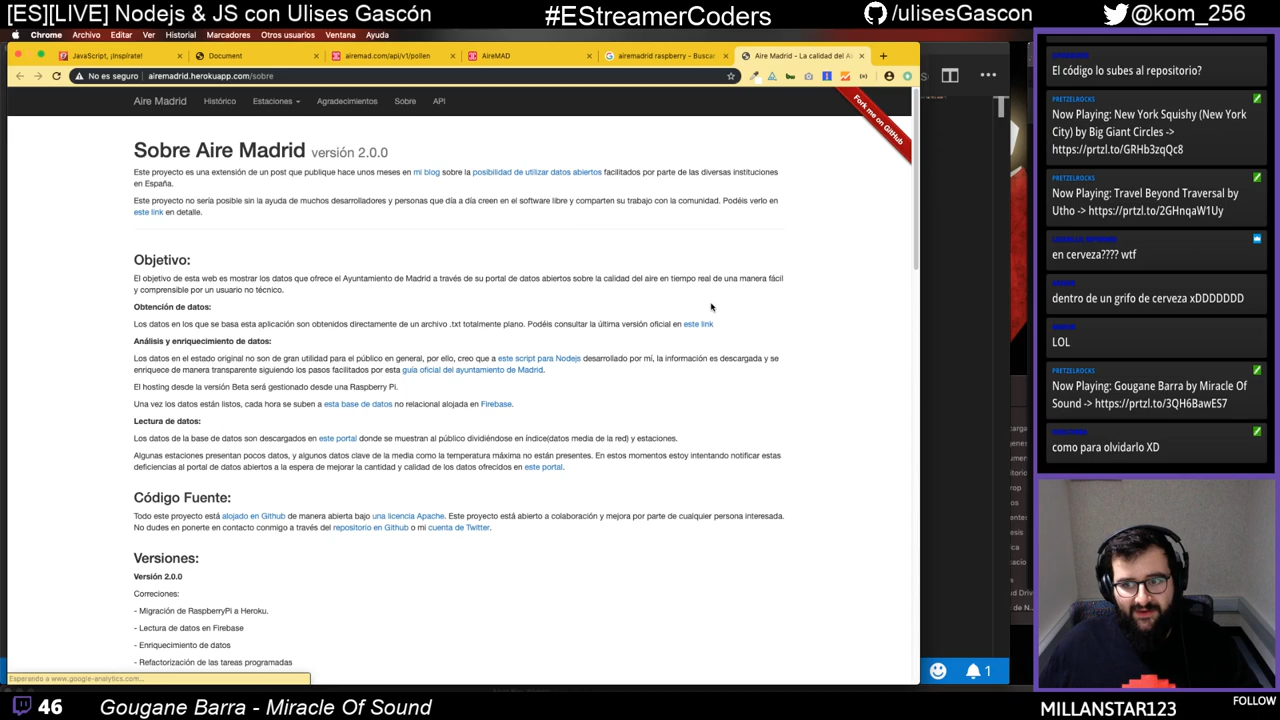 [ES][LIVE] Nodejs & JS con Ulises Gascón
#EStreamerCoders
/ulisesGascon
@kom_256
Chrome Archivo Editar Ver Historial Marcadores Otros usuarios Ventana Ayuda
JavaScript, ¡Inspírate!
Document
airemad.com/api/v1/pollen
AireMAD
airemadrid raspberry - Buscar
Aire Madrid - La calidad del Ai
No es seguro airemadrid.herokuapp.com/sobre
Aire Madrid Histórico Estaciones Agradecimientos Sobre API
Fork me on GitHub
Sobre Aire Madrid versión 2.0.0
Este proyecto es una extensión de un post que publique hace unos meses en mi blog sobre la posibilidad de utilizar datos abiertos facilitados por parte de las diversas instituciones
en España.
Este proyecto no sería posible sin la ayuda de muchos desarrolladores y personas que día a día creen en el software libre y comparten su trabajo con la comunidad. Podéis verlo en
este link en detalle.
Objetivo:
El objetivo de esta web es mostrar los datos que ofrece el Ayuntamiento de Madrid a través de su portal de datos abiertos sobre la calidad del aire en tiempo real de una manera fácil
y comprensible por un usuario no técnico.
Obtención de datos:
Los datos en los que se basa esta aplicación son obtenidos directamente de un archivo .txt totalmente plano. Podéis consultar la última versión oficial en este link
Análisis y enriquecimiento de datos:
Los datos en el estado original no son de gran utilidad para el público en general, por ello, creo que a este script para Nodejs desarrollado por mí, la información es descargada y se
enriquece de manera transparente siguiendo los pasos facilitados por esta guía oficial del ayuntamiento de Madrid.
El hosting desde la versión Beta será gestionado desde una Raspberry Pi.
Una vez los datos están listos, cada hora se suben a esta base de datos no relacional alojada en Firebase.
Lectura de datos:
Los datos de la base de datos son descargados en este portal donde se muestran al público dividiéndose en índice(datos media de la red) y estaciones.
Algunas estaciones presentan pocos datos, y algunos datos clave de la media como la temperatura máxima no están presentes. En estos momentos estoy intentando notificar estas
deficiencias al portal de datos abiertos a la espera de mejorar la cantidad y calidad de los datos ofrecidos en este portal.
Código Fuente:
Todo este proyecto está alojado en Github de manera abierta bajo una licencia Apache. Este proyecto está abierto a colaboración y mejora por parte de cualquier persona interesada.
No dudes en ponerte en contacto conmigo a través del repositorio en Github o mi cuenta de Twitter.
Versiones:
Versión 2.0.0
Correciones:
- Migración de RaspberryPi a Heroku.
- Lectura de datos en Firebase
- Enriquecimiento de datos
- Refactorización de las tareas programadas
Esperando a www.google-analytics.com...
1
El código lo subs al repositorio?
PRETZELROCKS
Now Playing: New York Squishy (New York
City) by Big Giant Circles ->
https://prtzl.to/GRHb3zqQc8
PRETZELROCKS
Now Playing: Travel Beyond Traversal by
Utho -> https://prtzl.to/2GHnqaW1Uy
en cerveza???? wtf
dentro de un grifo de cerveza xDDDDDD
LOL
PRETZELROCKS
Now Playing: Gougane Barra by Miracle Of
Sound -> https://prtzl.to/3QH6RawES7
como para olvidarlo XD
46
Gougane Barra - Miracle Of Sound
MILLANSTAR123
FOLLOW